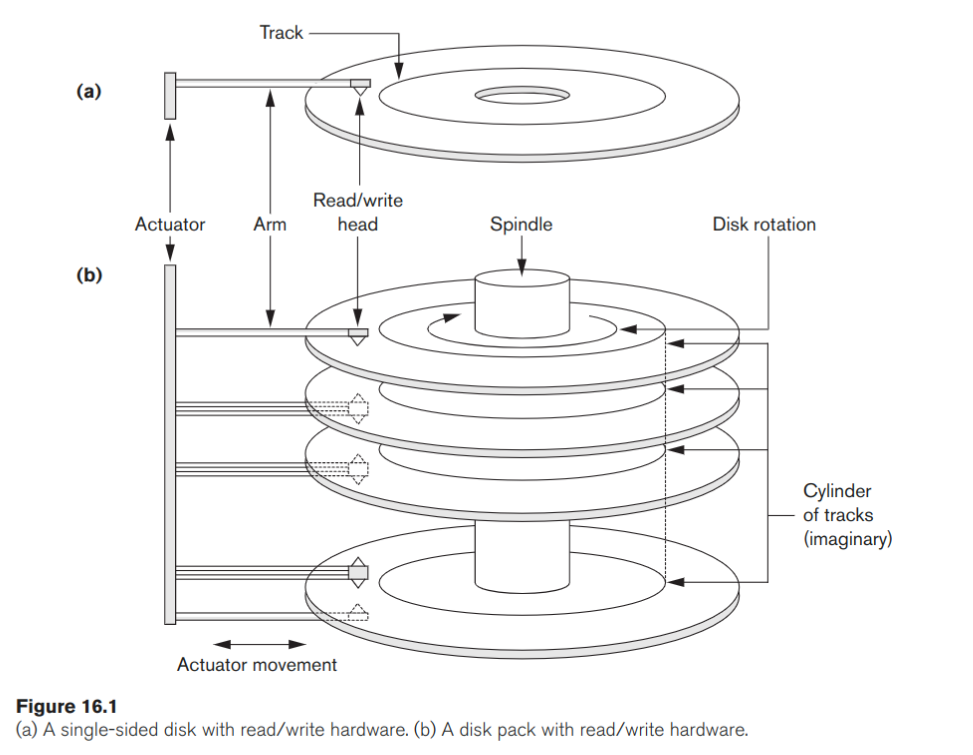 Track
(a)
Read/write
Actuator Arm head Spindle Disk rotation
(b)
Cylinder
of tracks
(imaginary)
Actuator movement
Figure 16.1
(a) A single-sided disk with read/write hardware. (b) A disk pack with read/write hardware.